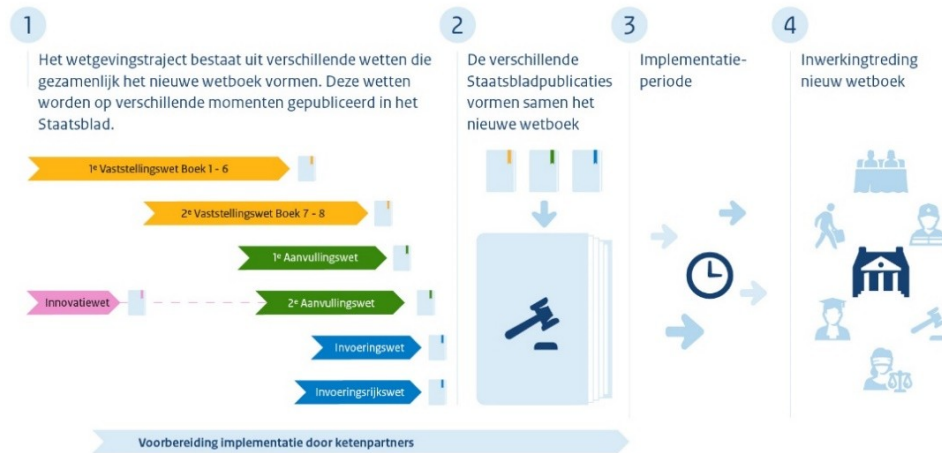 1
Het wetgevingstraject bestaat uit verschillende wetten die
gezamenlijk het nieuwe wetboek vormen. Deze wetten
worden op verschillende momenten gepubliceerd in het
Staatsblad.
1e Vaststellingswet Boek 1 - 6
2e Vaststellingswet Boek 7 - 8
1e Aanvullingswet
Innovatiewet
2e Aanvullingswet
Invoeringswet
Invoeringsrijkswet
Voorbereiding implementatie door ketenpartners
2
De verschillende
Staatsbladpublicaties
vormen samen het
nieuwe wetboek
3
Implementatie-
periode
4
Inwerkingtreding
nieuw wetboek